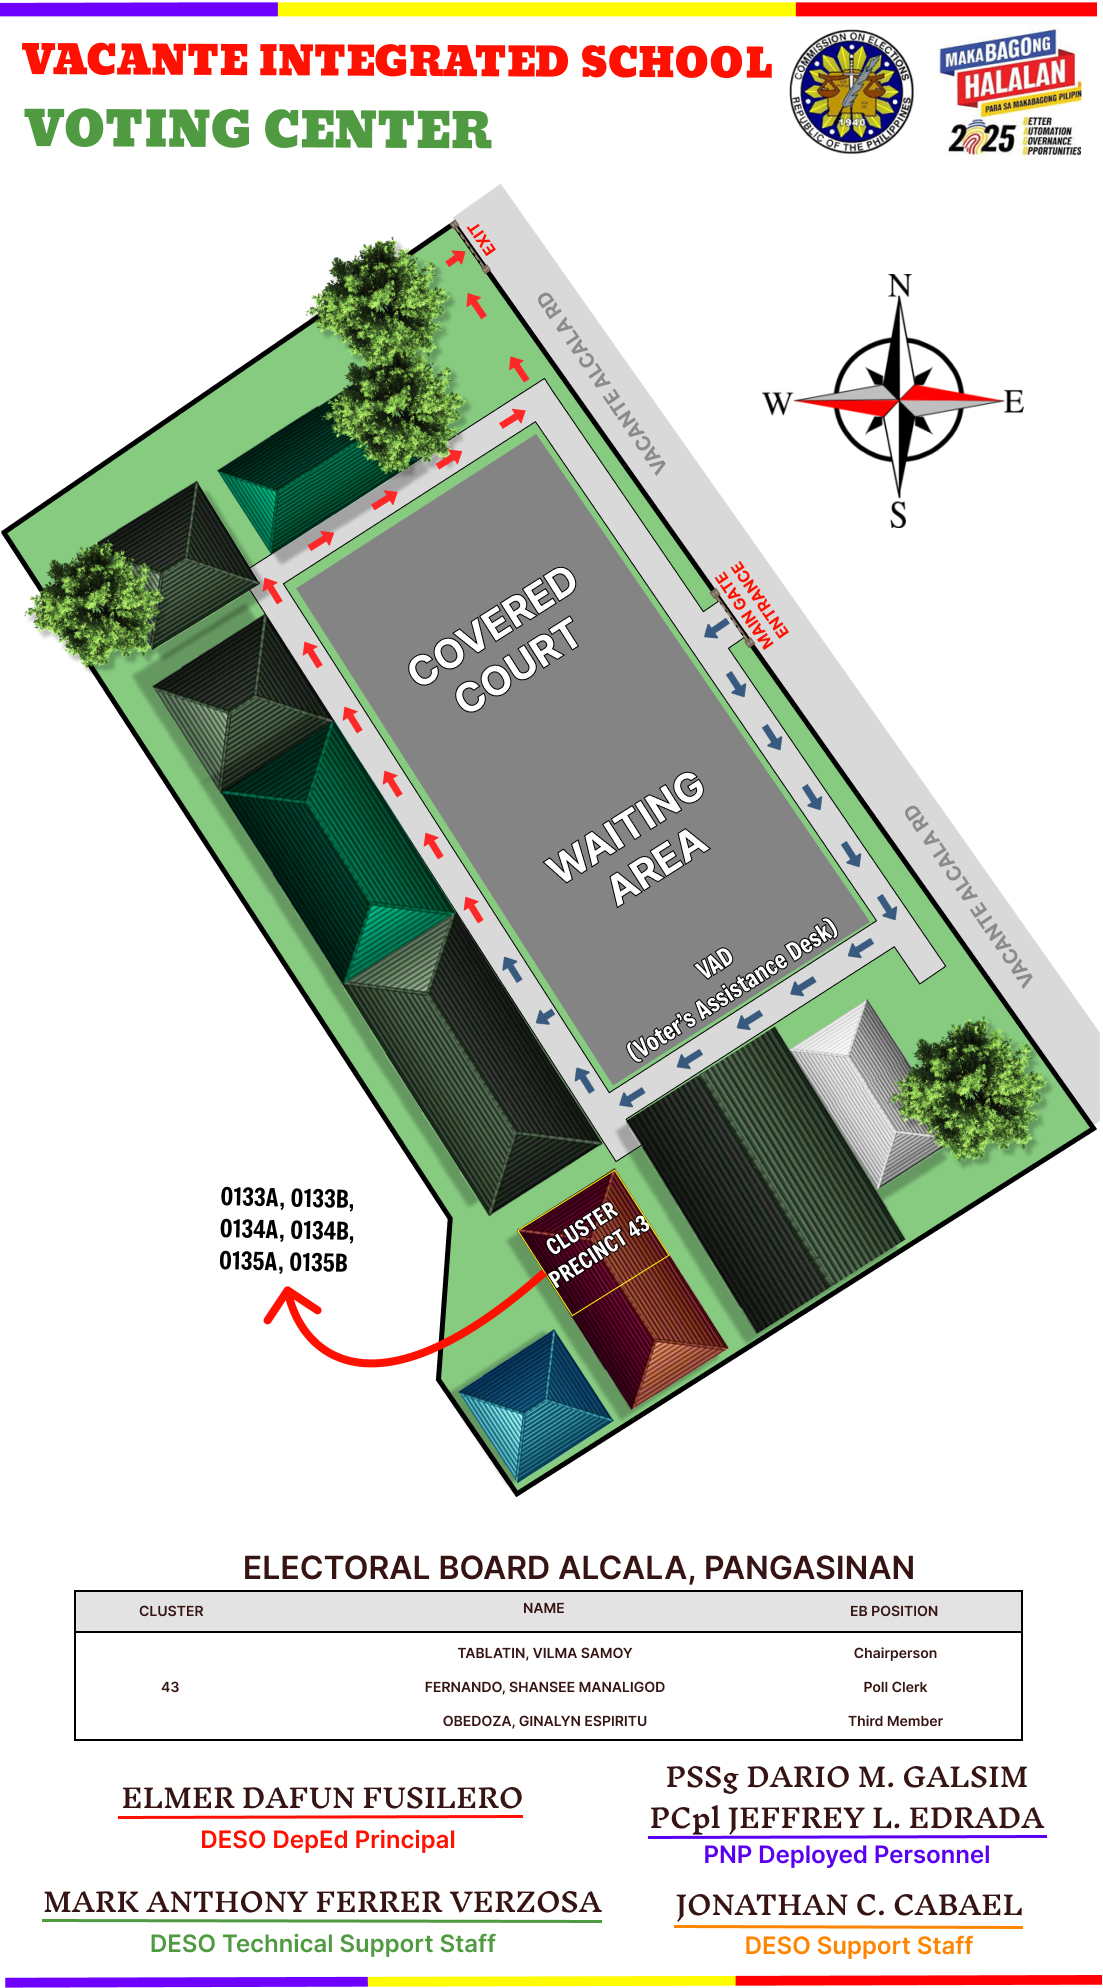 VACANTE INTEGRATED SCHOOL
VOTING CENTER
COMMISSION ON ELECTIONS
REPUBLIC OF THE PHILIPPINES
1940
MAKABAGONG
HALALAN
PARA SA MAKABAGONG PILIPIN
2025
BETTER
AUTOMATION
GOVERNANCE
OPPORTUNITIES
EXIT
VACANTE ALCALA RD
N
W
E
S
MAIN GATE
ENTRANCE
COVERED
COURT
WAITING
AREA
VACANTE ALCALA RD
VAD
(Voter's Assistance Desk)
0133A, 0133B,
0134A, 0134B,
0135A, 0135B
CLUSTER
PRECINCT 43
ELECTORAL BOARD ALCALA, PANGASINAN
CLUSTER NAME EB POSITION
TABLATIN, VILMA SAMOY Chairperson
43 FERNANDO, SHANSEE MANALIGOD Poll Clerk
OBEDOZA, GINALYN ESPIRITU Third Member
ELMER DAFUN FUSILERO
DESO DepEd Principal
PSSg DARIO M. GALSIM
PCpl JEFFREY L. EDRADA
PNP Deployed Personnel
MARK ANTHONY FERRER VERZOSA
DESO Technical Support Staff
JONATHAN C. CABAEL
DESO Support Staff